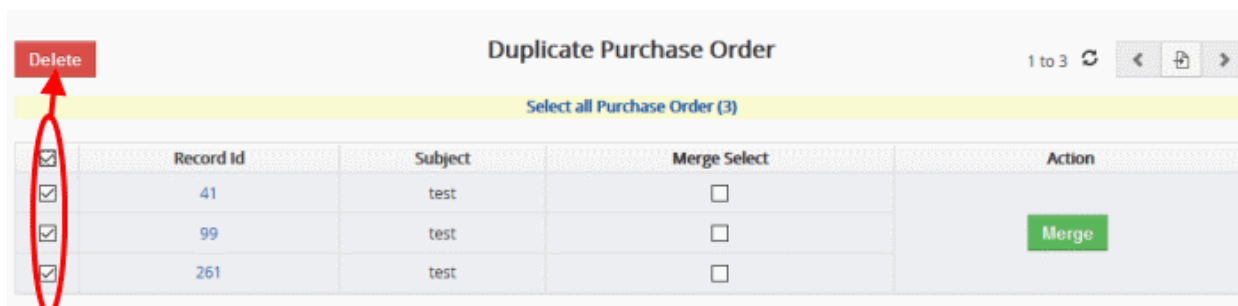 Delete
Duplicate Purchase Order
1 to 3
Select all Purchase Order (3)
Record Id Subject Merge Select Action
41 test
99 test Merge
261 test